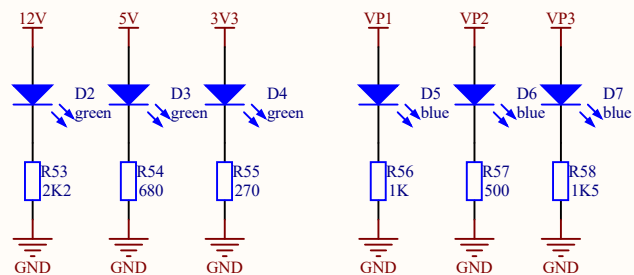 12V 5V 3V3 VP1 VP2 VP3
D2 D3 D4 D5 D6 D7
green green green blue blue blue
R53 R54 R55 R56 R57 R58
2K2 680 270 1K 500 1K5
GND GND GND GND GND GND